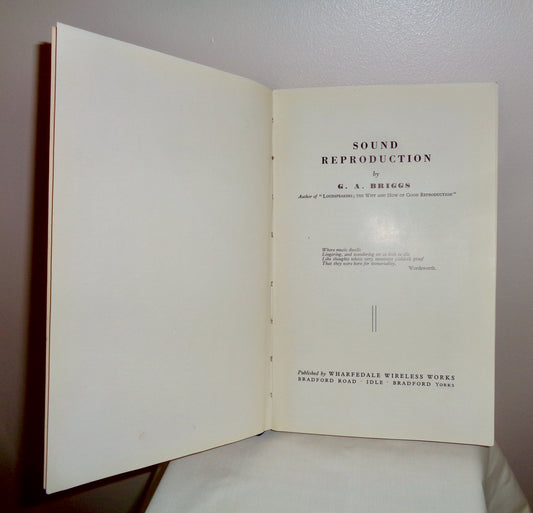 SOUND
REPRODUCTION
by
G. A. BRIGGS
Author of "LOUDSPEAKERS; THE WHY AND HOW OF GOOD REPRODUCTION"
Where music dwells
Lingering, and wandering on as loth to die
Like thoughts whose very sweetness yieldeth proof
That they were born for immortality.
Wordsworth.
Published by WHARFEDALE WIRELESS WORKS
BRADFORD ROAD · IDLE · BRADFORD YORKS